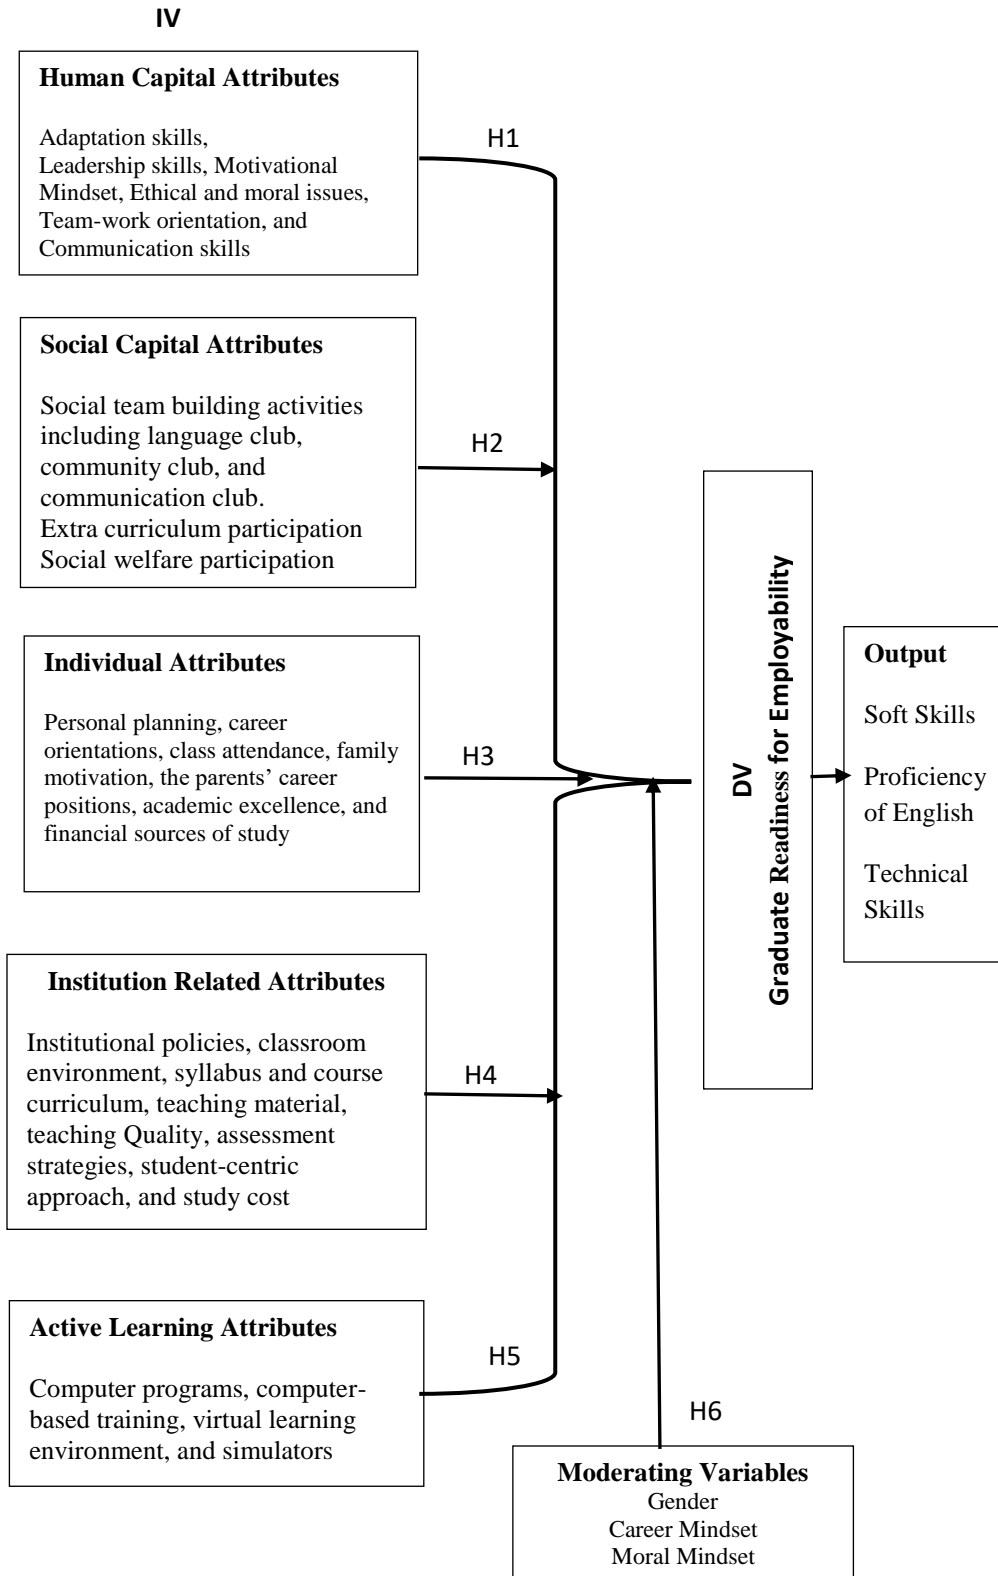 IV
Human Capital Attributes
Adaptation skills,
Leadership skills, Motivational
Mindset, Ethical and moral issues,
Team-work orientation, and
Communication skills
H1
Social Capital Attributes
Social team building activities
including language club,
community club, and
communication club.
Extra curriculum participation
Social welfare participation
H2
Individual Attributes
Personal planning, career
orientations, class attendance, family
motivation, the parents’ career
positions, academic excellence, and
financial sources of study
H3
Institution Related Attributes
Institutional policies, classroom
environment, syllabus and course
curriculum, teaching material,
teaching Quality, assessment
strategies, student-centric
approach, and study cost
H4
Active Learning Attributes
Computer programs, computer-
based training, virtual learning
environment, and simulators
H5
H6
Moderating Variables
Gender
Career Mindset
Moral Mindset
DV
Graduate Readiness for Employability
Output
Soft Skills
Proficiency
of English
Technical
Skills